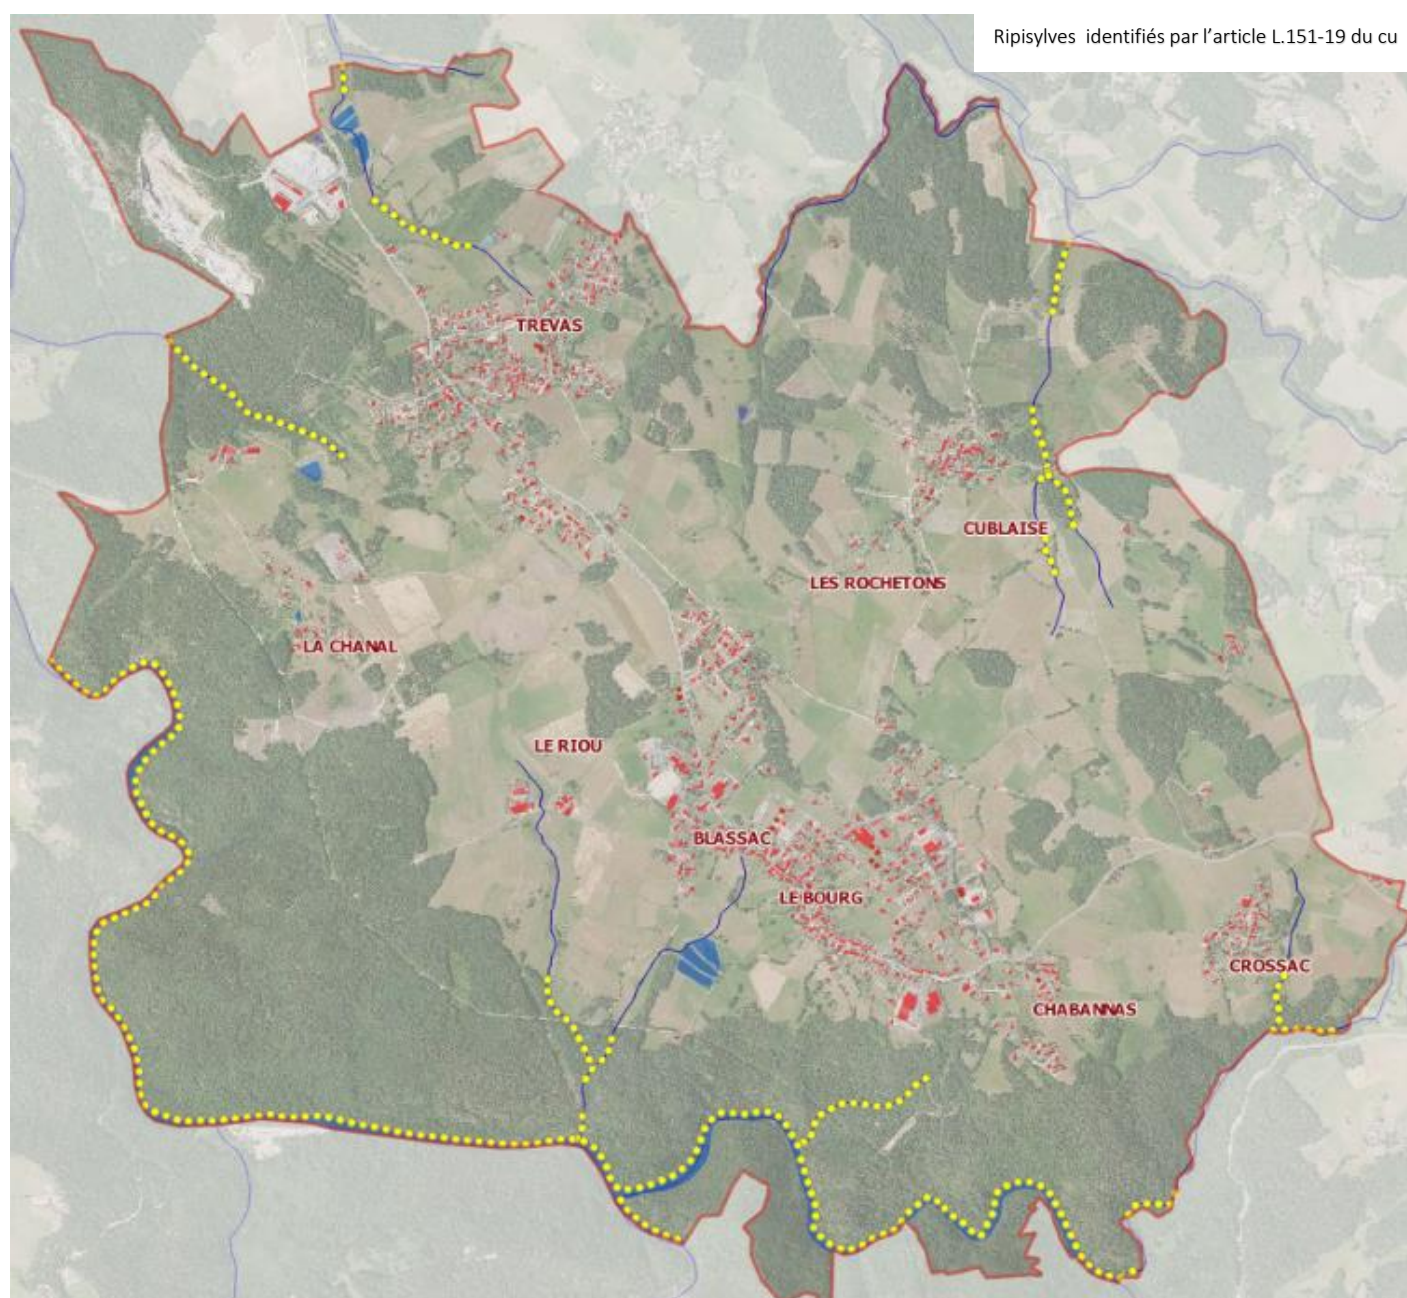 Ripisylves identifiés par l’article L.151-19 du cu
TREVAS
CUBLAISE
LES ROCHETONS
LA CHANAL
LE RIOU
BLASSAC
LE BOURG
CROSSAC
CHABANNAS